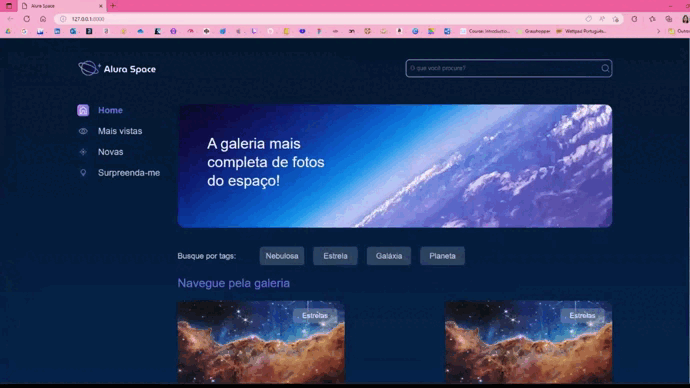 Alura Space
127.0.0.1:8000
Course: Introductio...
Grasshopper
Wattpad Português...
Outros
Alura Space
O que você procura?
Home
Mais vistas
Novas
Surpreenda-me
A galeria mais
completa de fotos
do espaço!
Busque por tags:
Nebulosa
Estrela
Galáxia
Planeta
Navegue pela galeria
Estrelas
Estrelas